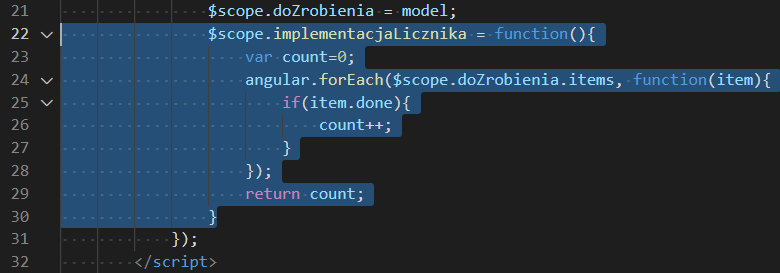 21 $scope.doZrobienia = model;
22 $scope.implementacjaLicznika = function(){
23 var count=0;
24 angular.forEach($scope.doZrobienia.items, function(item){
25 if(item.done){
26 count++;
27 }
28 });
29 return count;
30 }
31 });
32 </script>